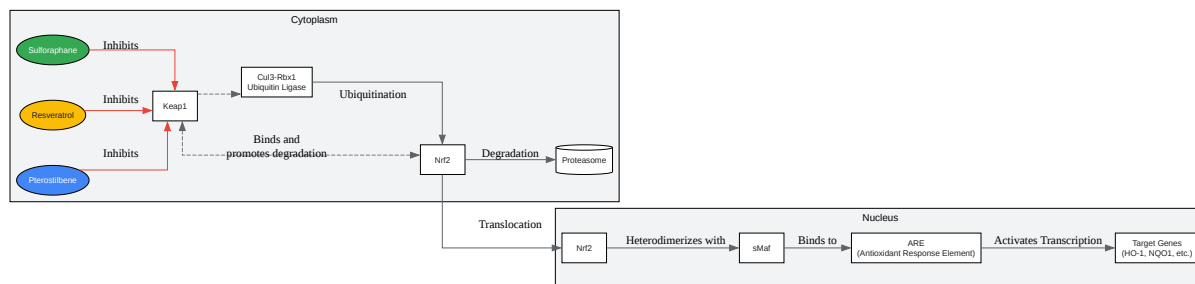 Cytoplasm
Sulforaphane
Inhibits
Cul3-Rbx1
Ubiquitin Ligase
Ubiquitination
Keap1
Resveratrol
Inhibits
Binds and
promotes degradation
Pterostilbene
Inhibits
Nrf2
Degradation
Proteasome
Translocation
Nucleus
Nrf2
Heterodimerizes with
sMaf
Binds to
ARE
(Antioxidant Response Element)
Activates Transcription
Target Genes
(HO-1, NQO1, etc.)